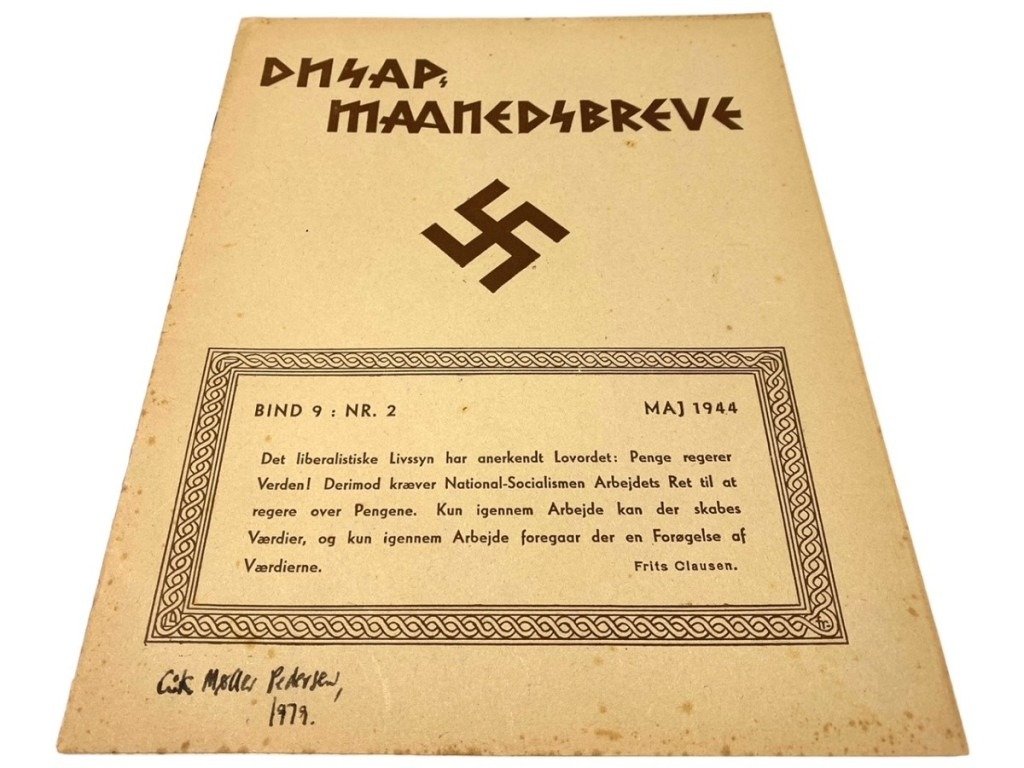 DNSAPs
MAANEDSBREVE
BIND 9 : NR. 2 MAJ 1944
Det liberalistiske Livssyn har anerkendt Lovordet: Penge regerer
Verden! Derimod kræver National-Socialismen Arbejdets Ret til at
regere over Pengene. Kun igennem Arbejde kan der skabes
Værdier, og kun igennem Arbejde foregaar der en Forøgelse af
Værdierne. Frits Clausen.
Møller Pedersen,
1979.